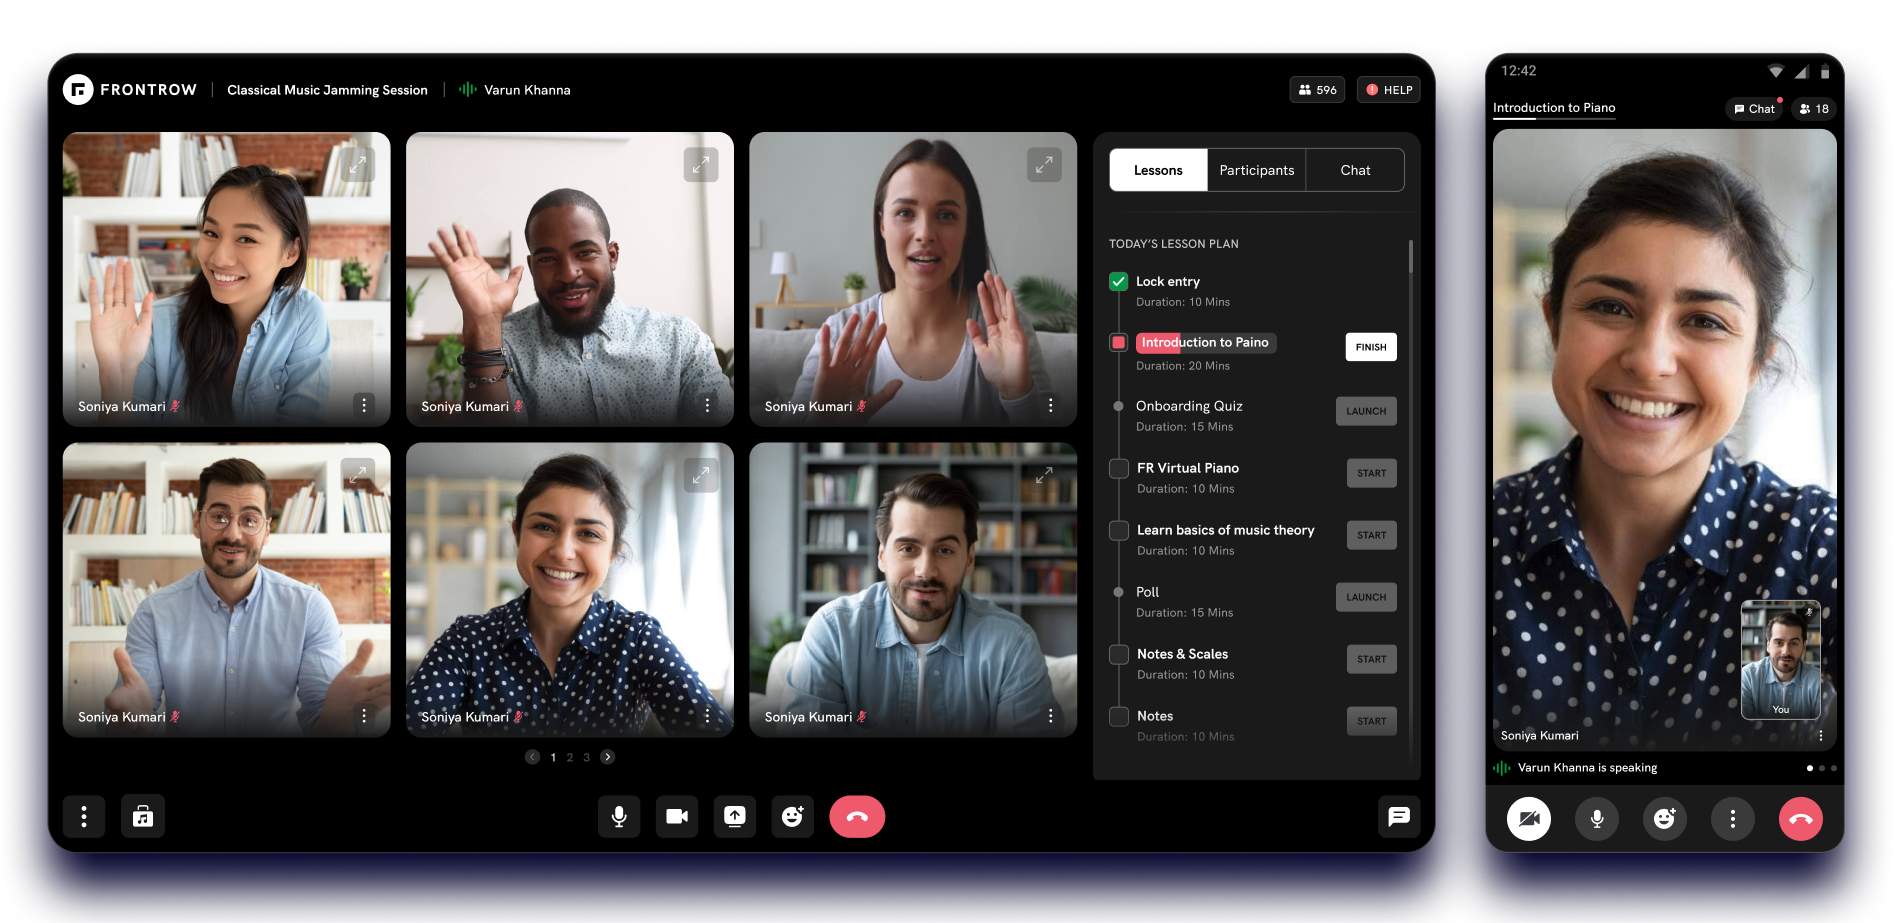 FRONTROW
Classical Music Jamming Session
Varun Khanna
596
HELP
Soniya Kumari
Soniya Kumari
Soniya Kumari
Soniya Kumari
Soniya Kumari
Soniya Kumari
1 2 3
Lessons
Participants
Chat
TODAY'S LESSON PLAN
Lock entry
Duration: 10 Mins
Introduction to Paino
FINISH
Duration: 20 Mins
Onboarding Quiz
LAUNCH
Duration: 15 Mins
FR Virtual Piano
START
Duration: 10 Mins
Learn basics of music theory
START
Duration: 10 Mins
Poll
LAUNCH
Duration: 15 Mins
Notes & Scales
START
Duration: 10 Mins
Notes
START
Duration: 10 Mins
12:42
Introduction to Piano
Chat
18
You
Soniya Kumari
Varun Khanna is speaking